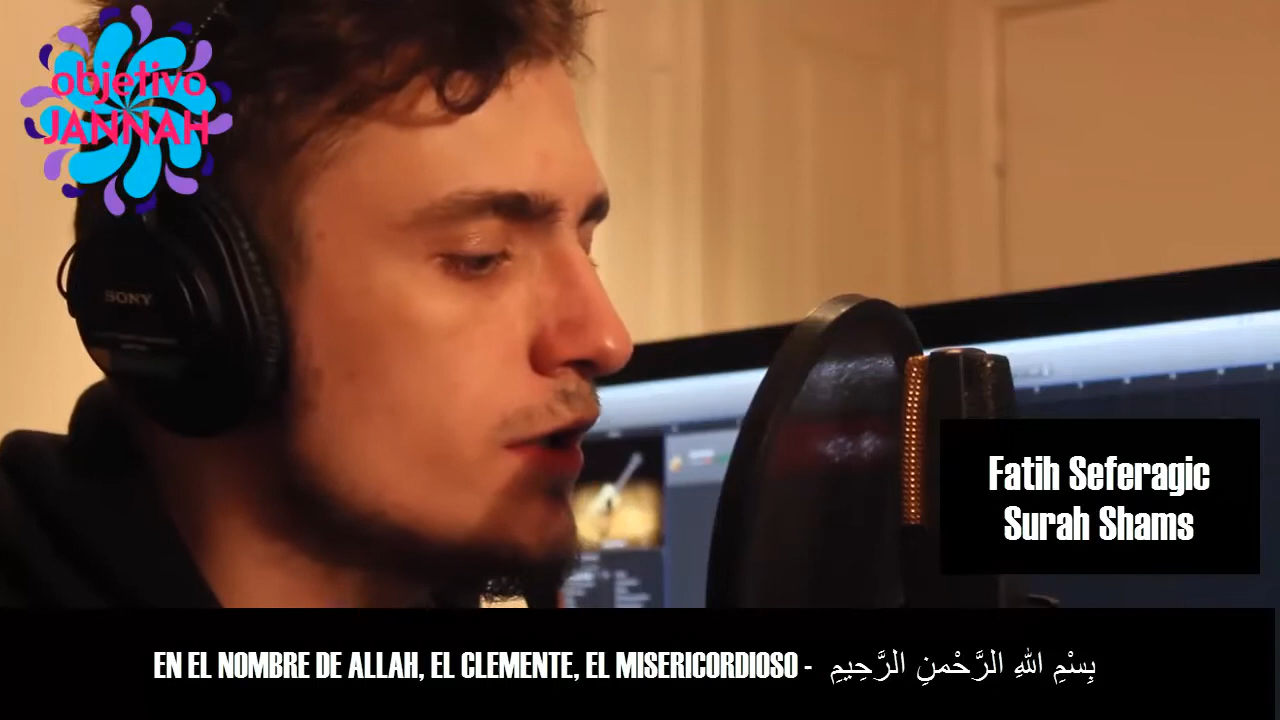 objetivo
JANNAH
SONY
Fatih Seferagic
Surah Shams
EN EL NOMBRE DE ALLAH, EL CLEMENTE, EL MISERICORDIOSO - بِسْمِ اللهِ الرَّحْمنِ الرَّحِيمِ